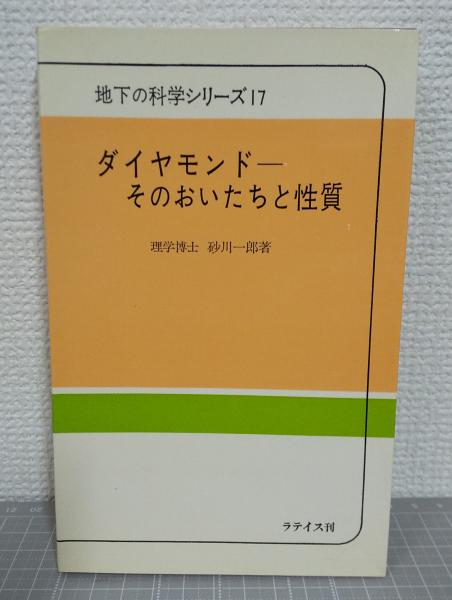 地下の科学シリーズ17
ダイヤモンド―
そのおいたちと性質
理学博士 砂川一郎著
ラテイス刊